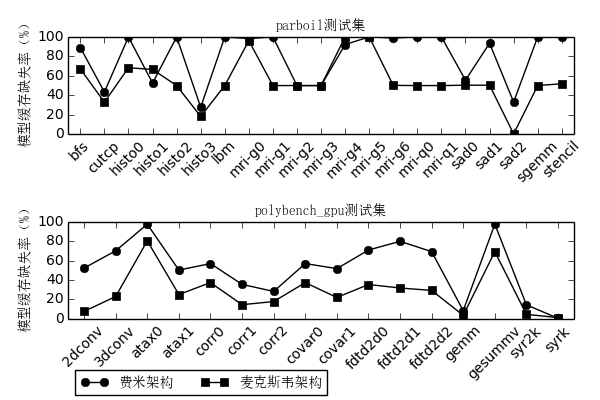 parboil测试集
模型缓存缺失率 (%)
100
80
60
40
20
0
bfs
cutcp
histo0
histo1
histo2
histo3
lbm
mri-g0
mri-g1
mri-g2
mri-g3
mri-g4
mri-g5
mri-g6
mri-q0
mri-q1
sad0
sad1
sad2
sgemm
stencil
polybench_gpu测试集
模型缓存缺失率 (%)
100
80
60
40
20
0
2dconv
3dconv
atax0
atax1
corr0
corr1
corr2
covar0
covar1
fdtd2d0
fdtd2d1
fdtd2d2
gemm
gesummv
syr2k
syrk
费米架构
麦克斯韦架构